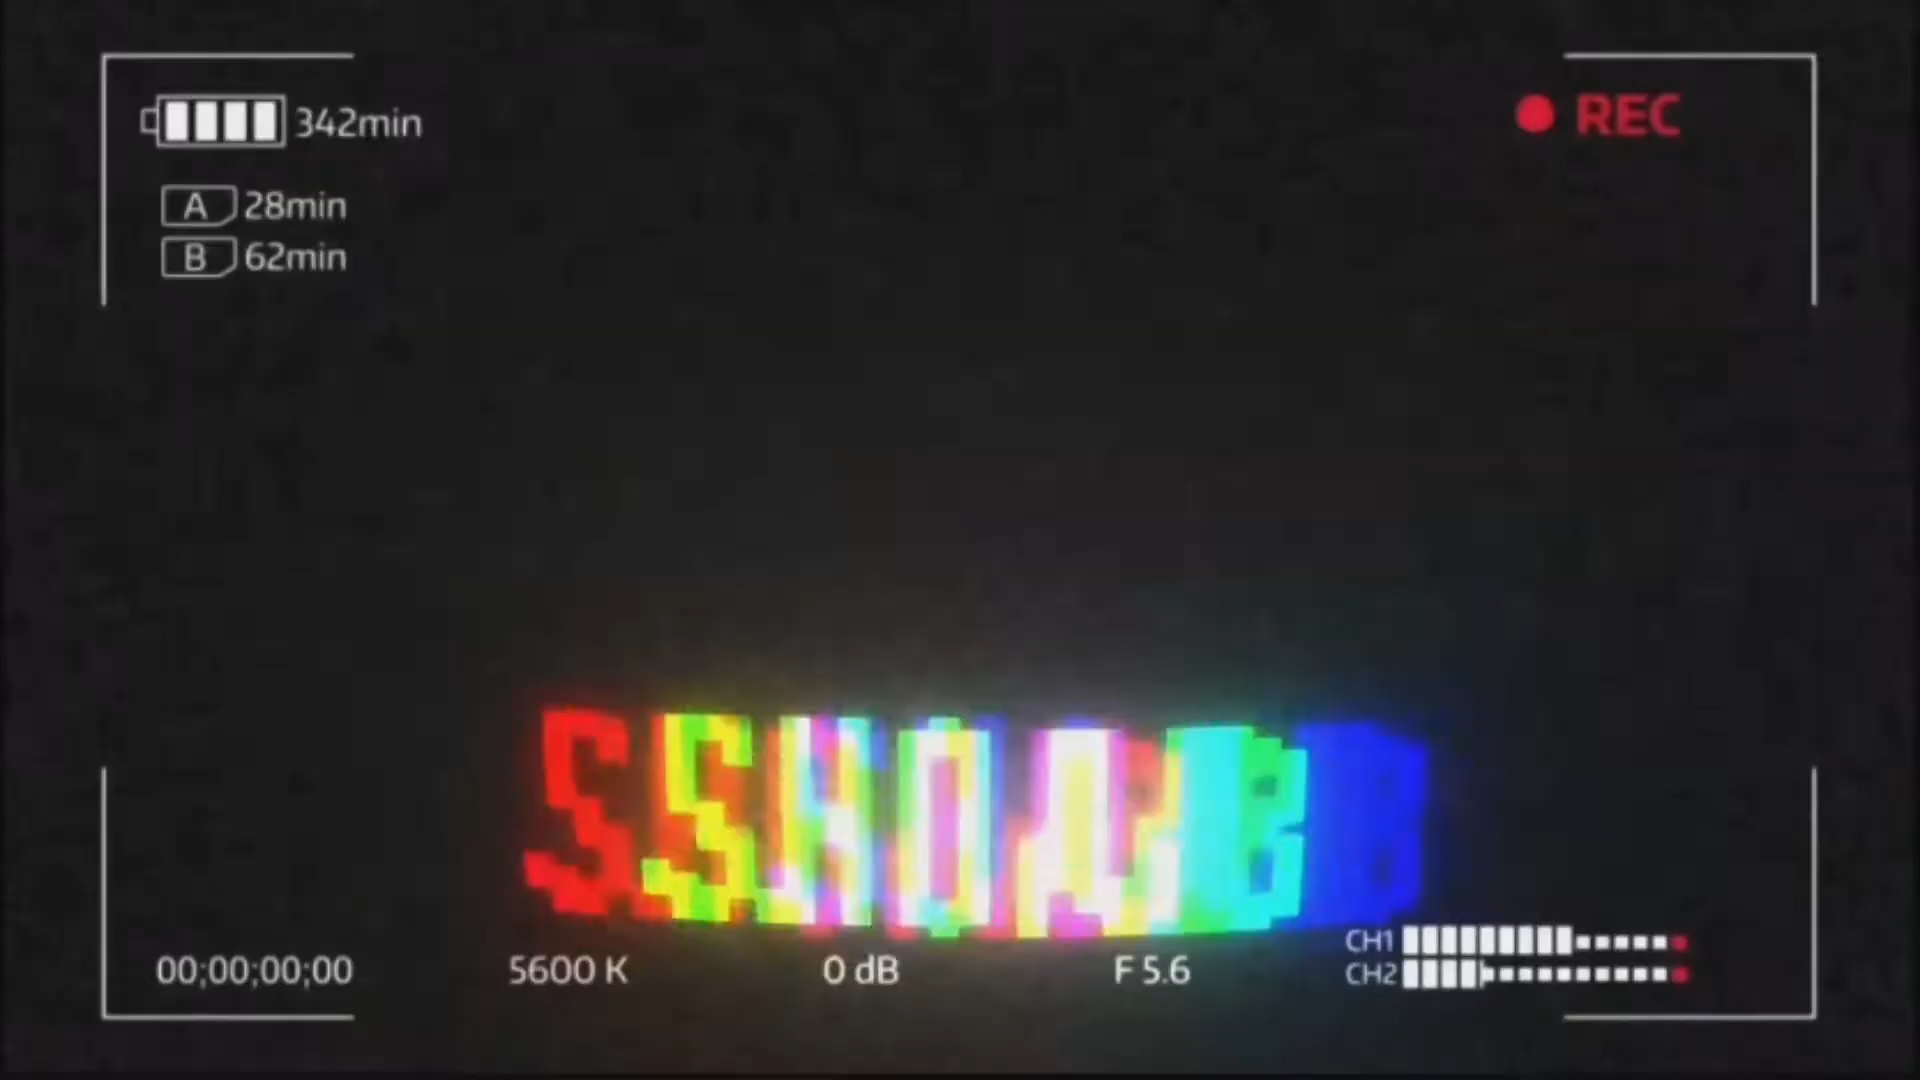 342min
REC
A 28min
B 62min
00;00;00;00
5600 K
0 dB
F 5.6
CH1
CH2